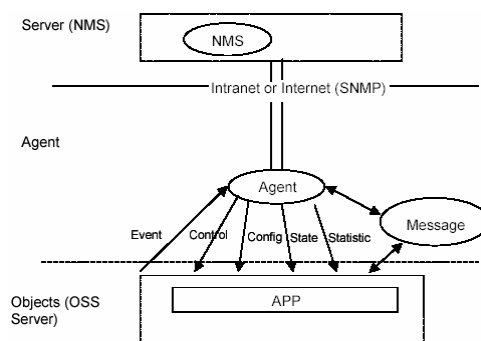 Server (NMS)
NMS
Intranet or Internet (SNMP)
Agent
Agent
Event
Control
Config
State
Statistic
Message
Objects (OSS
Server)
APP